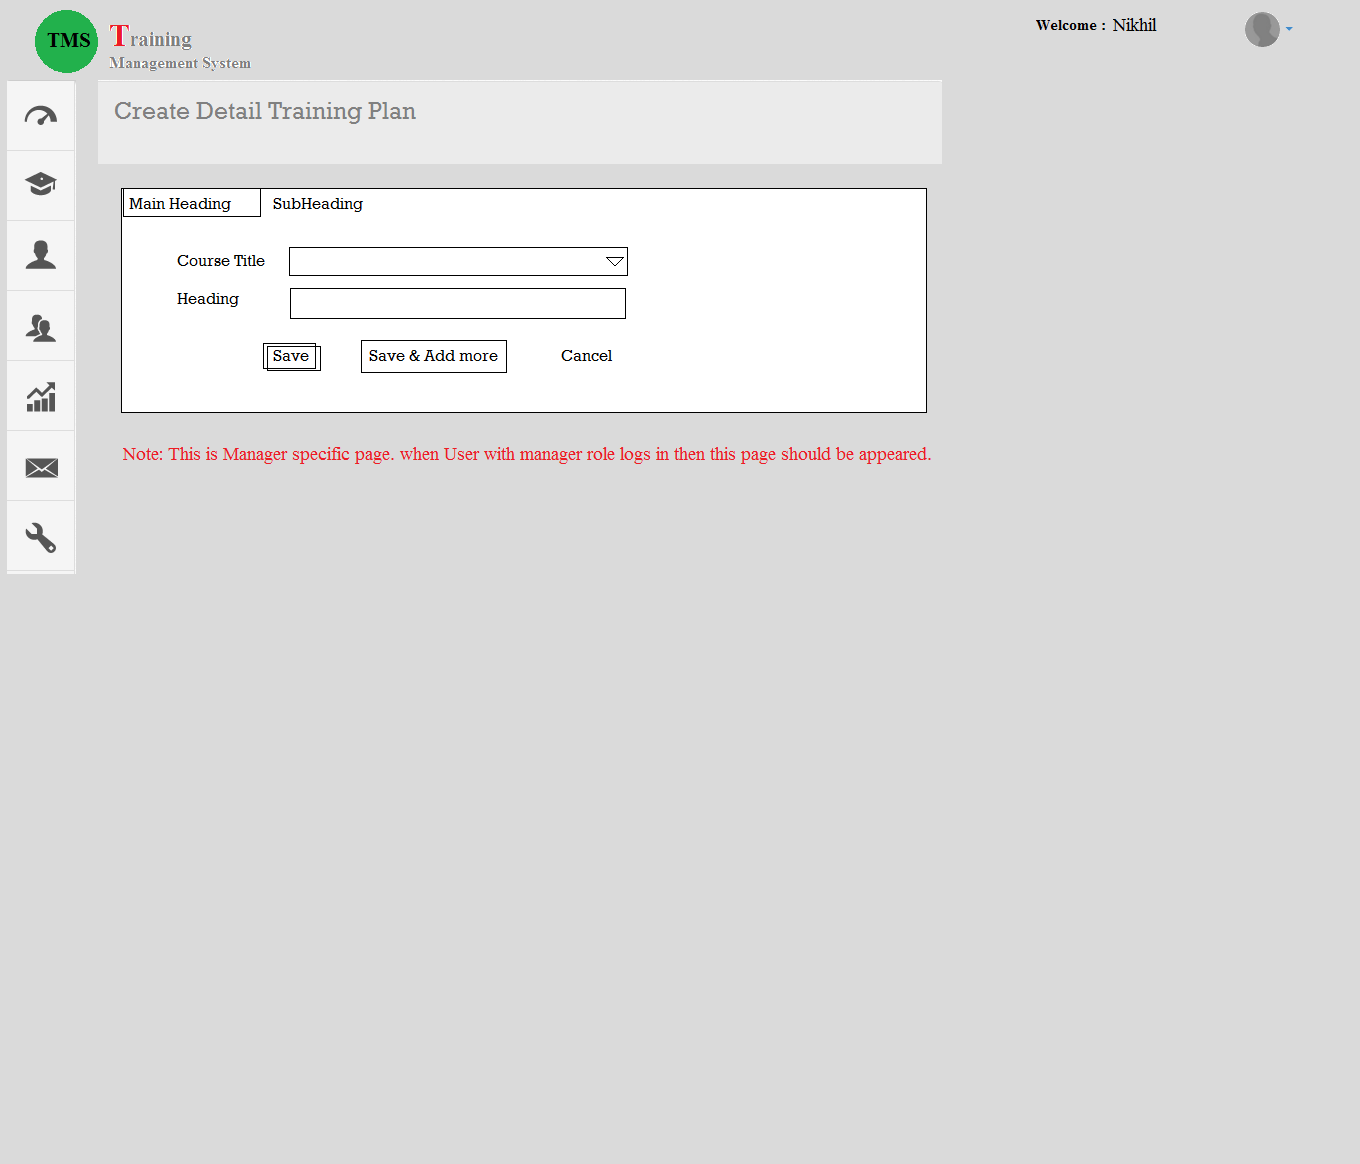 TMS
Training
Management System
Welcome : Nikhil
Create Detail Training Plan
Main Heading SubHeading
Course Title
Heading
Save Save & Add more Cancel
Note: This is Manager specific page. when User with manager role logs in then this page should be appeared.